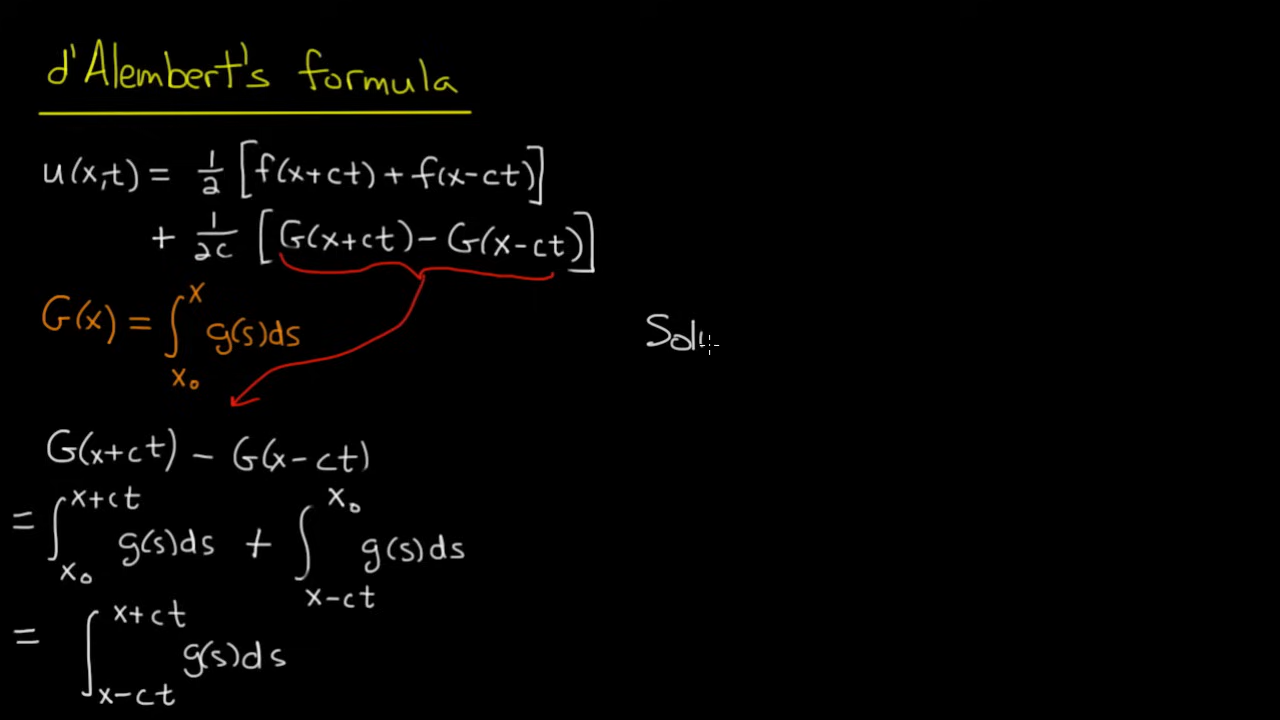 d'Alembert's formula
u(x,t) = 1/2 [f(x+ct) + f(x-ct)]
+ 1/2c [G(x+ct) - G(x-ct)]
G(x) = ∫_{x₀}^{x} g(s)ds
Solu
G(x+ct) - G(x-ct)
= ∫_{x₀}^{x+ct} g(s)ds + ∫_{x-ct}^{x₀} g(s)ds
= ∫_{x-ct}^{x+ct} g(s)ds